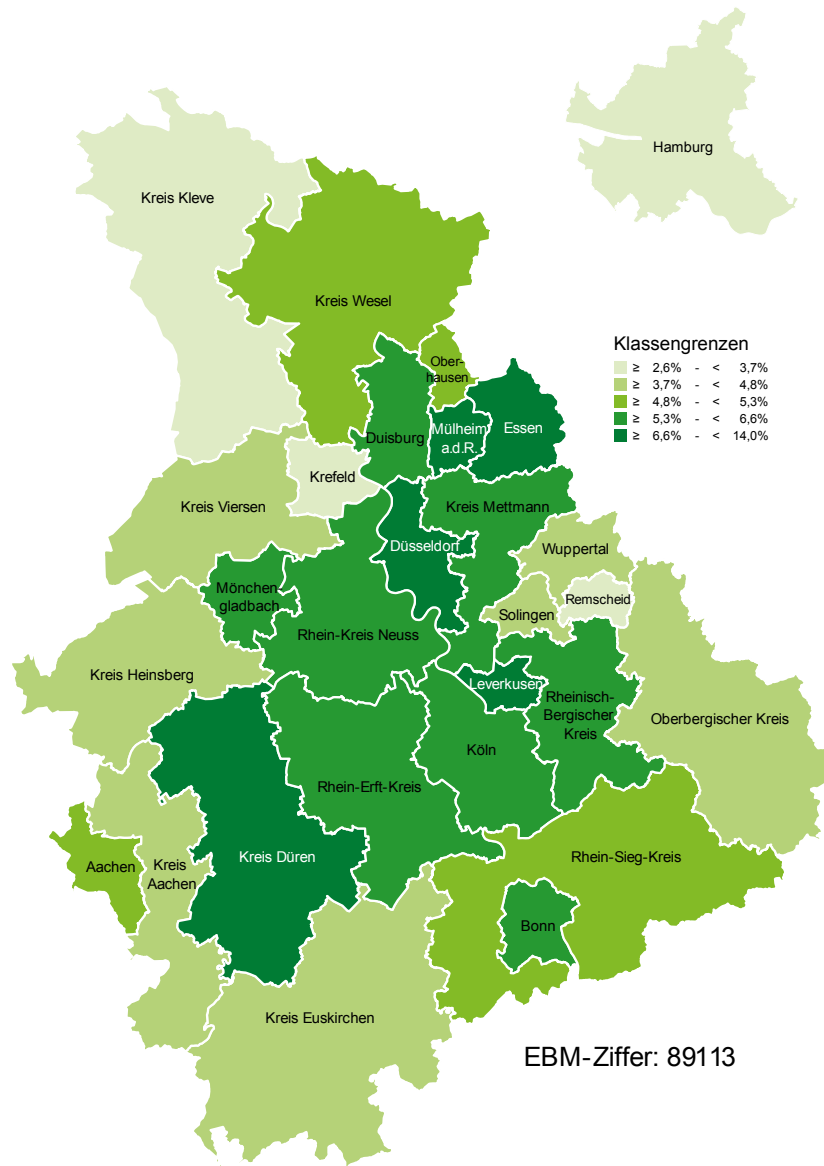 Hamburg
Kreis Kleve
Kreis Wesel
Klassengrenzen
≥ 2,6% - < 3,7%
≥ 3,7% - < 4,8%
≥ 4,8% - < 5,3%
≥ 5,3% - < 6,6%
≥ 6,6% - < 14,0%
Ober-
hausen
Duisburg
Mülheim
a.d.R.
Essen
Krefeld
Kreis Viersen
Kreis Mettmann
Düsseldorf
Wuppertal
Mönchen
gladbach
Remscheid
Solingen
Rhein-Kreis Neuss
Kreis Heinsberg
Leverkusen
Rheinisch-
Bergischer
Kreis
Oberbergischer Kreis
Köln
Rhein-Erft-Kreis
Kreis Düren
Rhein-Sieg-Kreis
Aachen
Kreis
Aachen
Bonn
Kreis Euskirchen
EBM-Ziffer: 89113